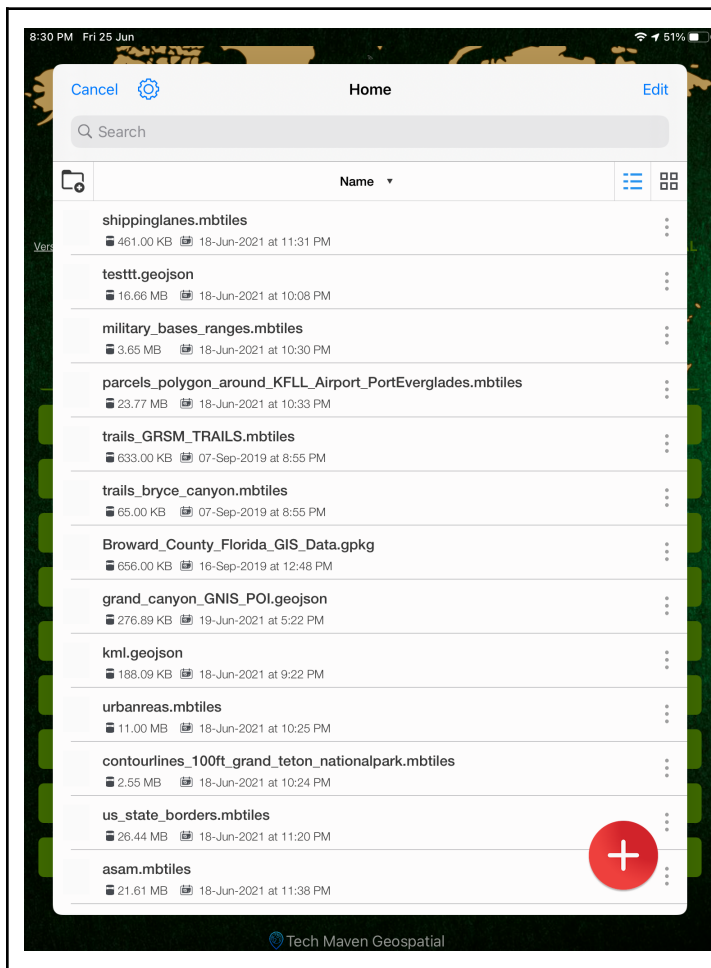 8:30 PM Fri 25 Jun 51%
Cancel Home Edit
Search
Name ▼
Vers
shippinglanes.mbtiles
461.00 KB 18-Jun-2021 at 11:31 PM
testtt.geojson
16.66 MB 18-Jun-2021 at 10:08 PM
military_bases_ranges.mbtiles
3.65 MB 18-Jun-2021 at 10:30 PM
parcels_polygon_around_KFLL_Airport_PortEverglades.mbtiles
23.77 MB 18-Jun-2021 at 10:33 PM
trails_GRSM_TRAILS.mbtiles
633.00 KB 07-Sep-2019 at 8:55 PM
trails_bryce_canyon.mbtiles
65.00 KB 07-Sep-2019 at 8:55 PM
Broward_County_Florida_GIS_Data.gpkg
656.00 KB 16-Sep-2019 at 12:48 PM
grand_canyon_GNIS_POI.geojson
276.89 KB 19-Jun-2021 at 5:22 PM
kml.geojson
188.09 KB 18-Jun-2021 at 9:22 PM
urbanreas.mbtiles
11.00 MB 18-Jun-2021 at 10:25 PM
contourlines_100ft_grand_teton_nationalpark.mbtiles
2.55 MB 18-Jun-2021 at 10:24 PM
us_state_borders.mbtiles
26.44 MB 18-Jun-2021 at 11:20 PM
asam.mbtiles
21.61 MB 18-Jun-2021 at 11:38 PM
Tech Maven Geospatial